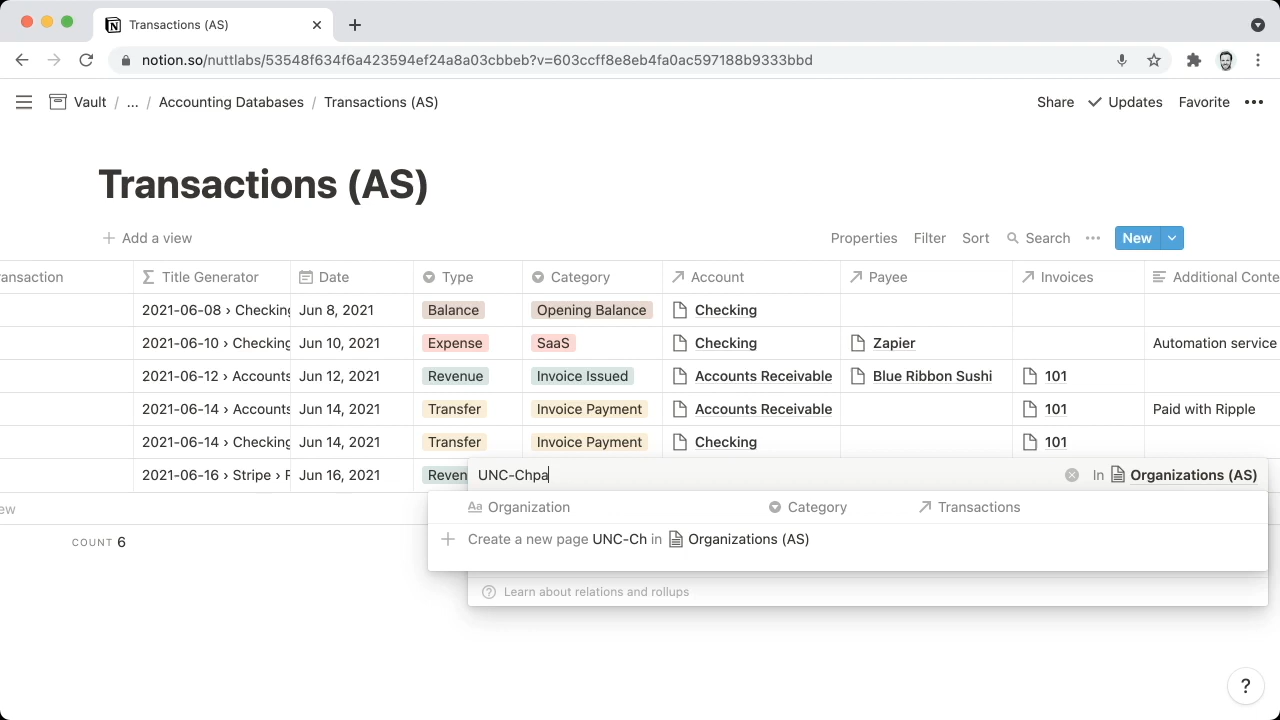 Transactions (AS)
notion.so/nuttlabs/53548f634f6a423594ef24a8a03cbbeb?v=603ccff8e8eb4fa0ac597188b9333bbd
Vault / ... / Accounting Databases / Transactions (AS) Share Updates Favorite
Transactions (AS)
Add a view Properties Filter Sort Search New
ansaction Title Generator Date Type Category Account Payee Invoices Additional Conte
2021-06-08 › Checking Jun 8, 2021 Balance Opening Balance Checking
2021-06-10 › Checking Jun 10, 2021 Expense SaaS Checking Zapier Automation service
2021-06-12 › Accounts Jun 12, 2021 Revenue Invoice Issued Accounts Receivable Blue Ribbon Sushi 101
2021-06-14 › Accounts Jun 14, 2021 Transfer Invoice Payment Accounts Receivable 101 Paid with Ripple
2021-06-14 › Checking Jun 14, 2021 Transfer Invoice Payment Checking 101
2021-06-16 › Stripe › R Jun 16, 2021 Reven UNC-Chpa In Organizations (AS)
ew Aa Organization Category Transactions
COUNT 6 Create a new page UNC-Ch in Organizations (AS)
? Learn about relations and rollups
?